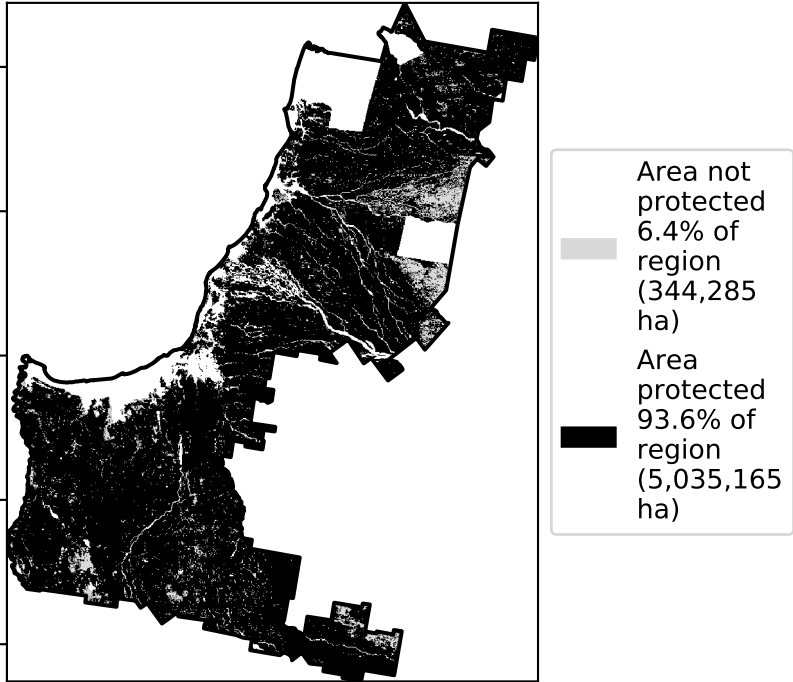 Area not
protected
6.4% of
region
(344,285
ha)
Area
protected
93.6% of
region
(5,035,165
ha)